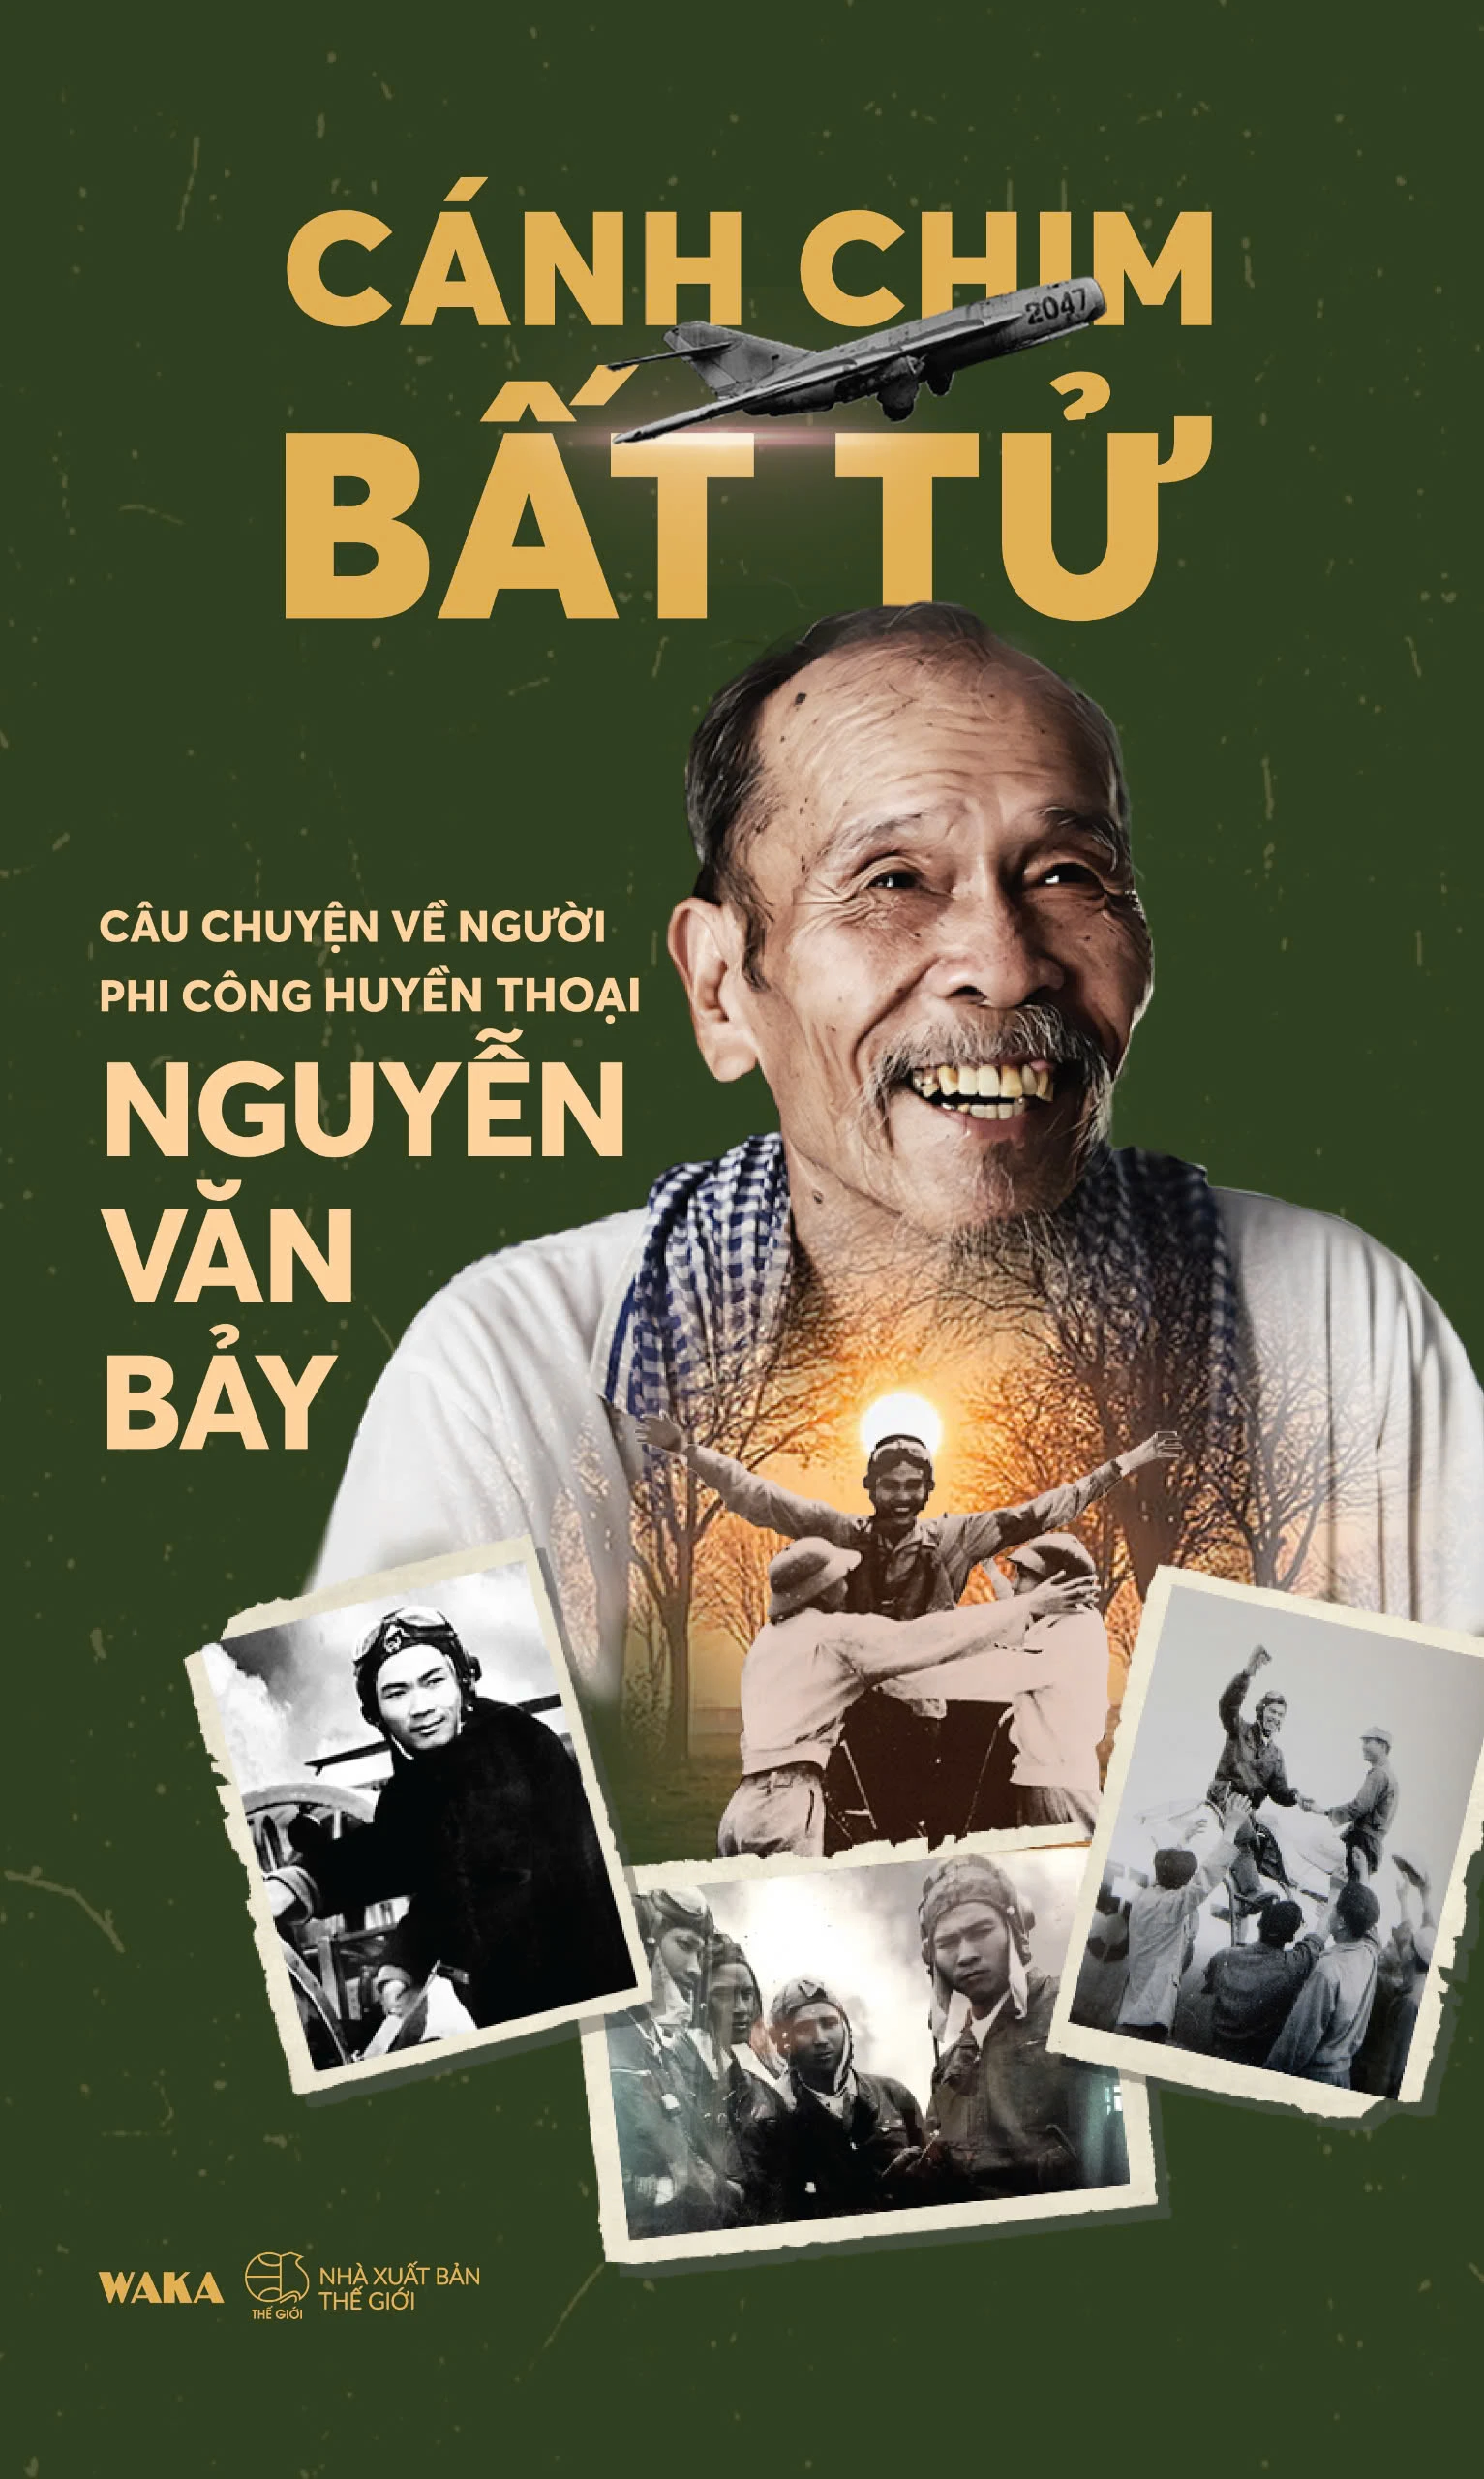 CÁNH CHIM
2047
BẤT TỬ
CÂU CHUYỆN VỀ NGƯỜI
PHI CÔNG HUYỀN THOẠI
NGUYỄN
VĂN
BẢY
WAKA
THẾ GIỚI
NHÀ XUẤT BẢN
THẾ GIỚI